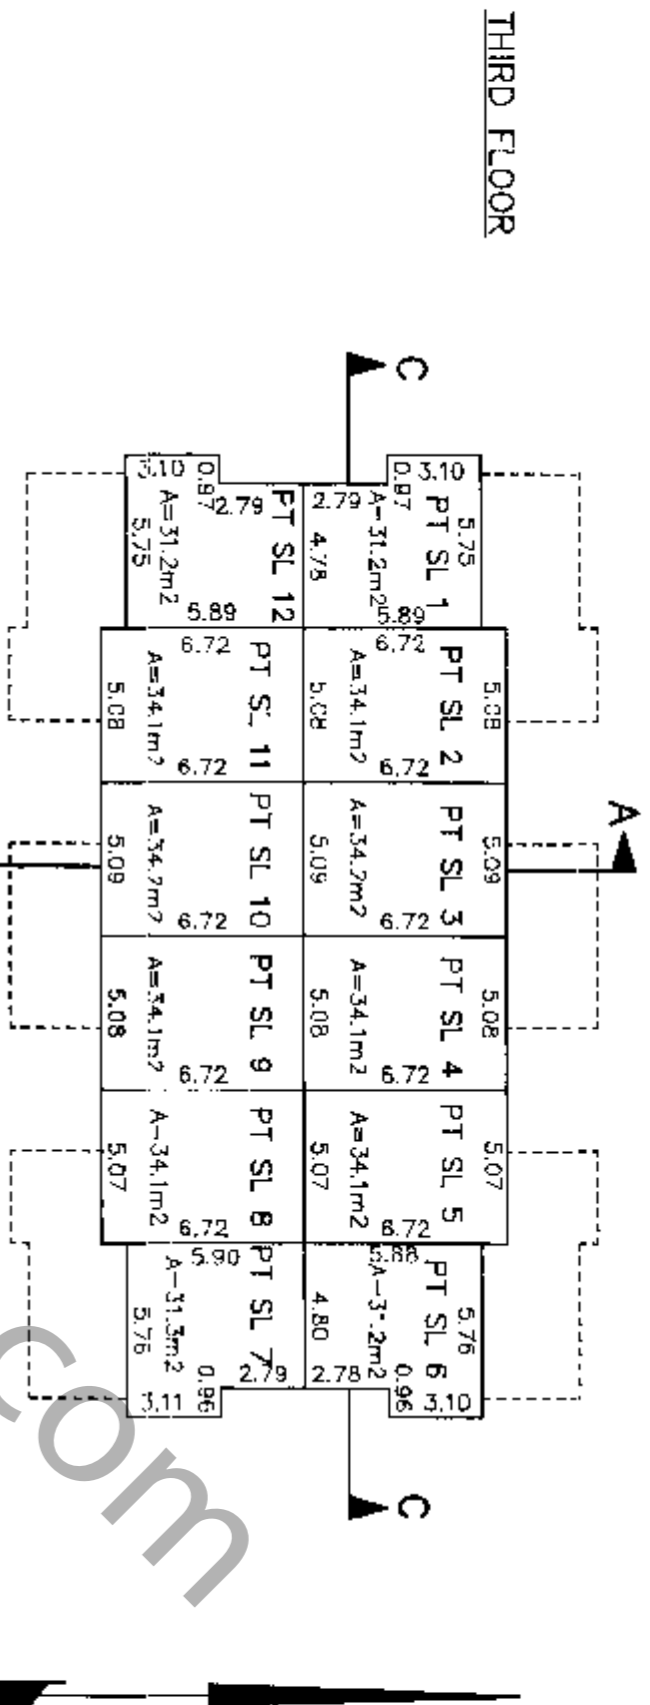 THIRD FLOOR
C
A
C
3.10
0.97
2.79
5.75
PT SL 1
4.78
5.89
3.10
0.97
2.79
PT SL 12
A=31.2m2
5.75
5.89
6.72
5.08
PT SL 2
A=34.1m2
5.08
6.72
6.72
PT SL 11
A=34.1m2
5.08
6.72
5.09
PT SL 3
A=34.2m2
5.09
6.72
PT SL 10
A=34.2m2
5.09
6.72
5.08
PT SL 4
A=34.1m2
5.08
6.72
PT SL 9
A=34.1m2
5.08
6.72
5.07
PT SL 5
A=34.1m2
5.07
6.72
PT SL 8
A=34.1m2
5.07
6.72
5.88
5.76
PT SL 6
4.80
2.78
0.96
3.10
5.90
PT SL 7
A=31.3m2
5.76
2.79
0.96
3.11
com